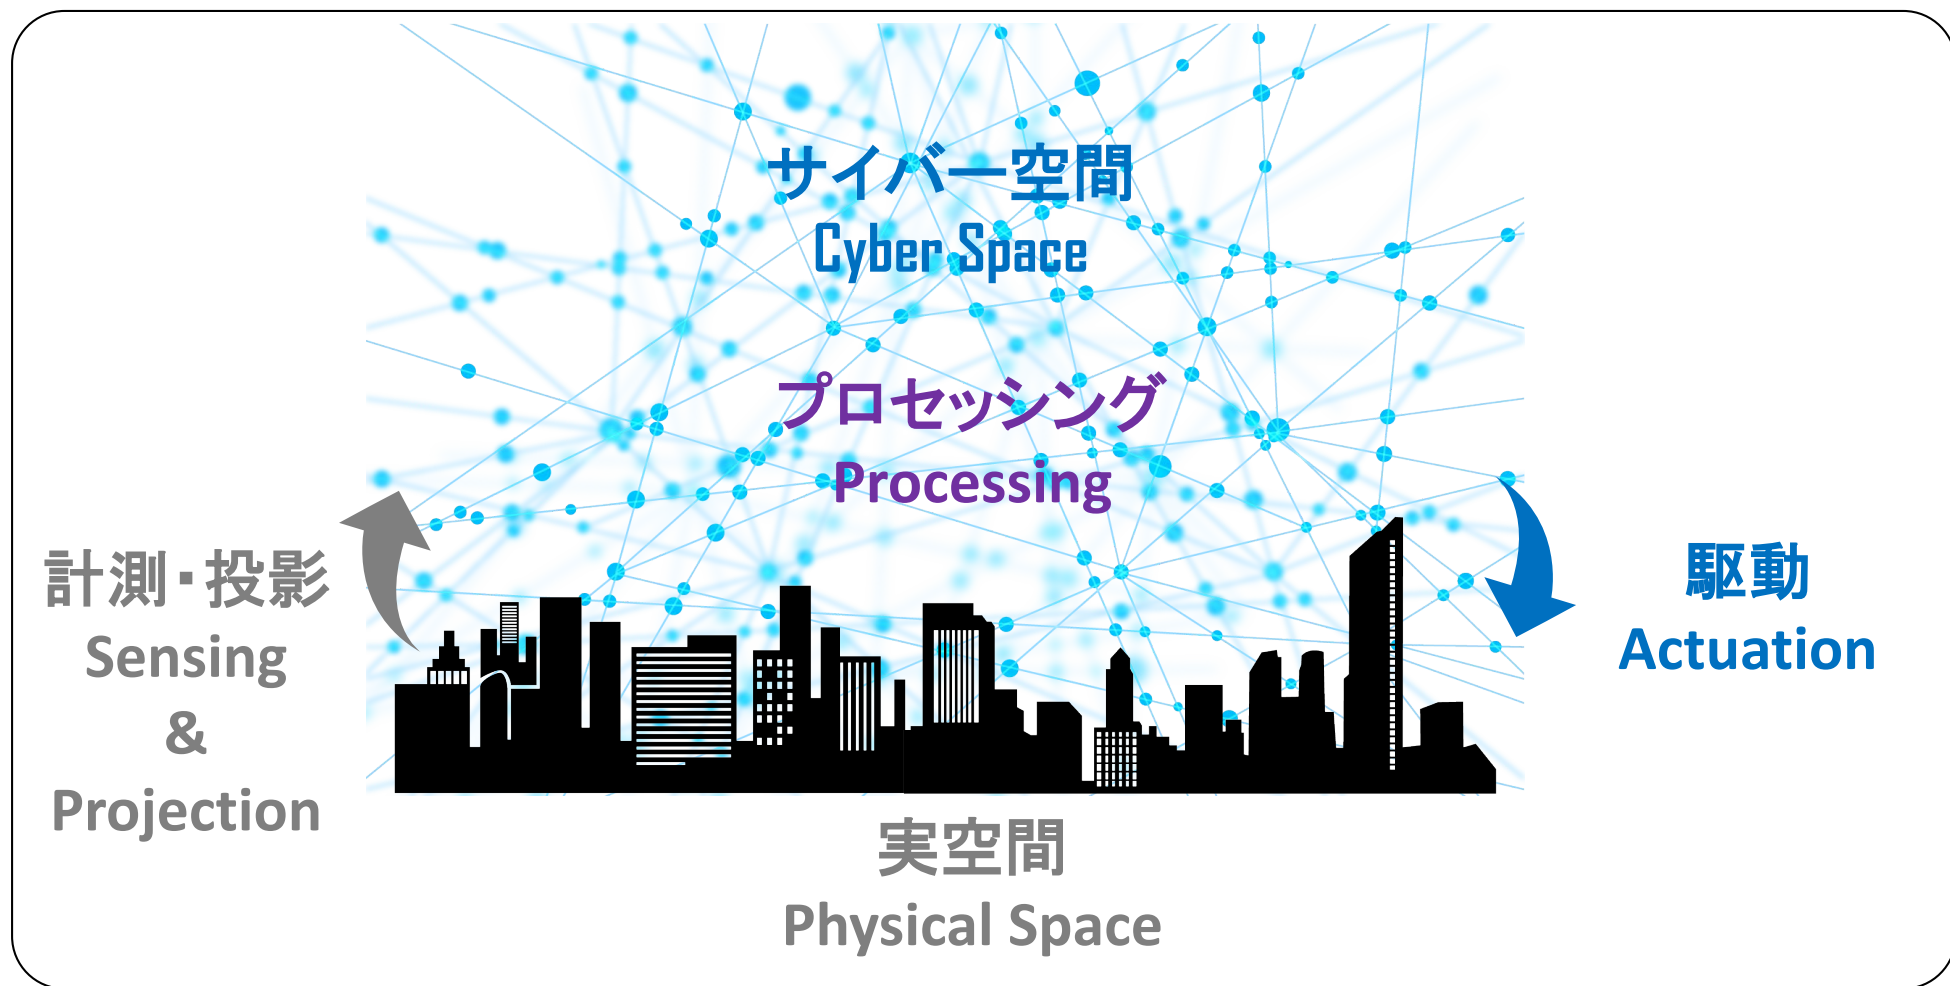 サイバー空間
Cyber Space
プロセッシング
Processing
計測・投影
Sensing
&
Projection
駆動
Actuation
実空間
Physical Space